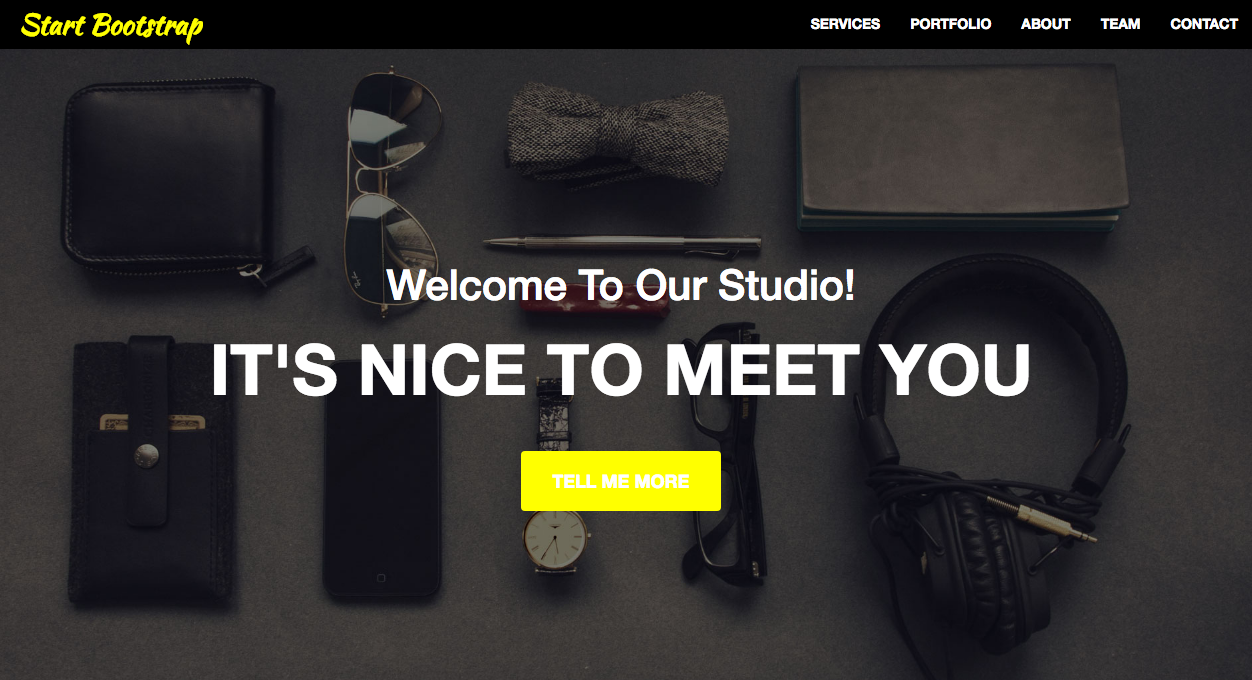 Start Bootstrap
SERVICES PORTFOLIO ABOUT TEAM CONTACT
Welcome To Our Studio!
IT'S NICE TO MEET YOU
TELL ME MORE